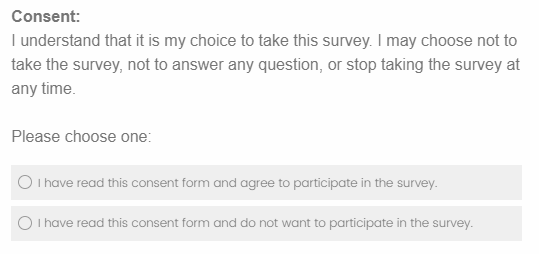 Consent:
I understand that it is my choice to take this survey. I may choose not to
take the survey, not to answer any question, or stop taking the survey at
any time.
Please choose one:
I have read this consent form and agree to participate in the survey.
I have read this consent form and do not want to participate in the survey.